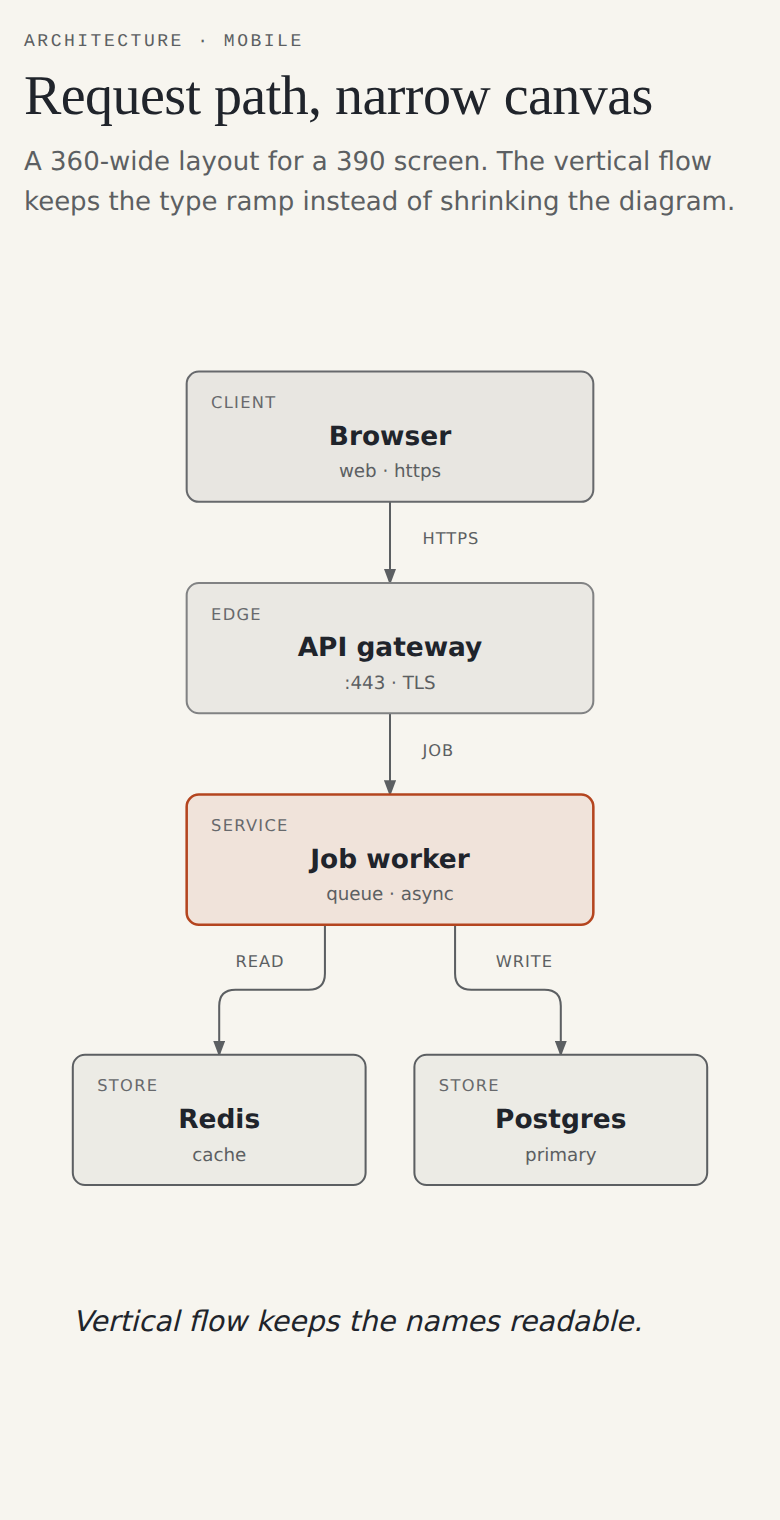 ARCHITECTURE · MOBILE
Request path, narrow canvas
A 360-wide layout for a 390 screen. The vertical flow
keeps the type ramp instead of shrinking the diagram.
CLIENT
Browser
web · https
HTTPS
EDGE
API gateway
:443 · TLS
JOB
SERVICE
Job worker
queue · async
READ
WRITE
STORE
Redis
cache
STORE
Postgres
primary
Vertical flow keeps the names readable.